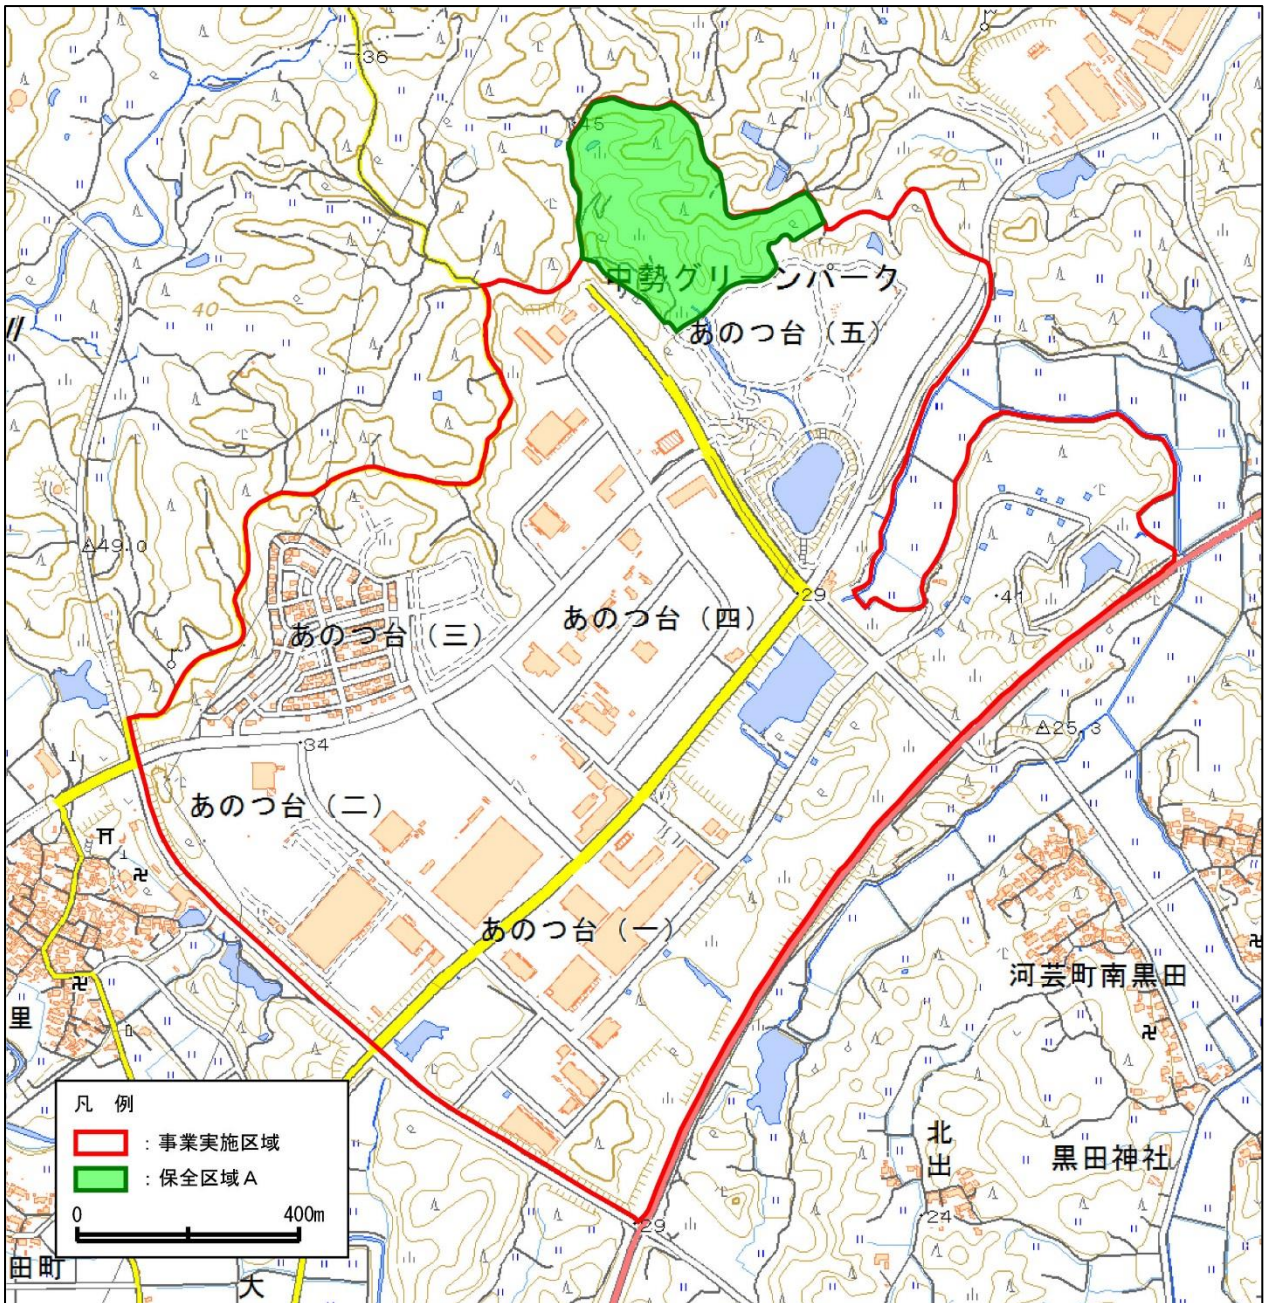 36
45
40
中勢グリーンパーク
40
あのつ台（五）
49.0
29
41
あのつ台（四）
あのつ台（三）
25.3
34
あのつ台（二）
あのつ台（一）
河芸町南黒田
里
凡 例
：事業実施区域
：保全区域A
0 400m
北出
黒田神社
24
29
田町
大